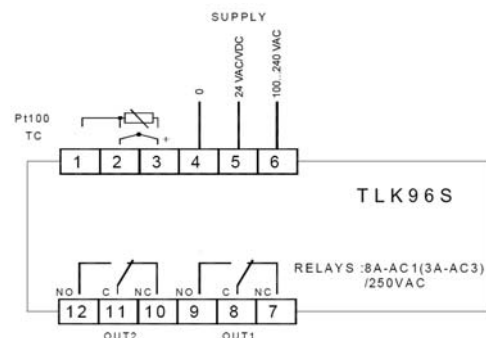 SUPPLY
0
24 VAC/VDC
100...240 VAC
Pt100
TC
+
1 2 3 4 5 6
TLK96S
RELAYS :8A-AC1(3A-AC3)
/250VAC
NO C NC NO C NC
12 11 10 9 8 7
OUT2 OUT1